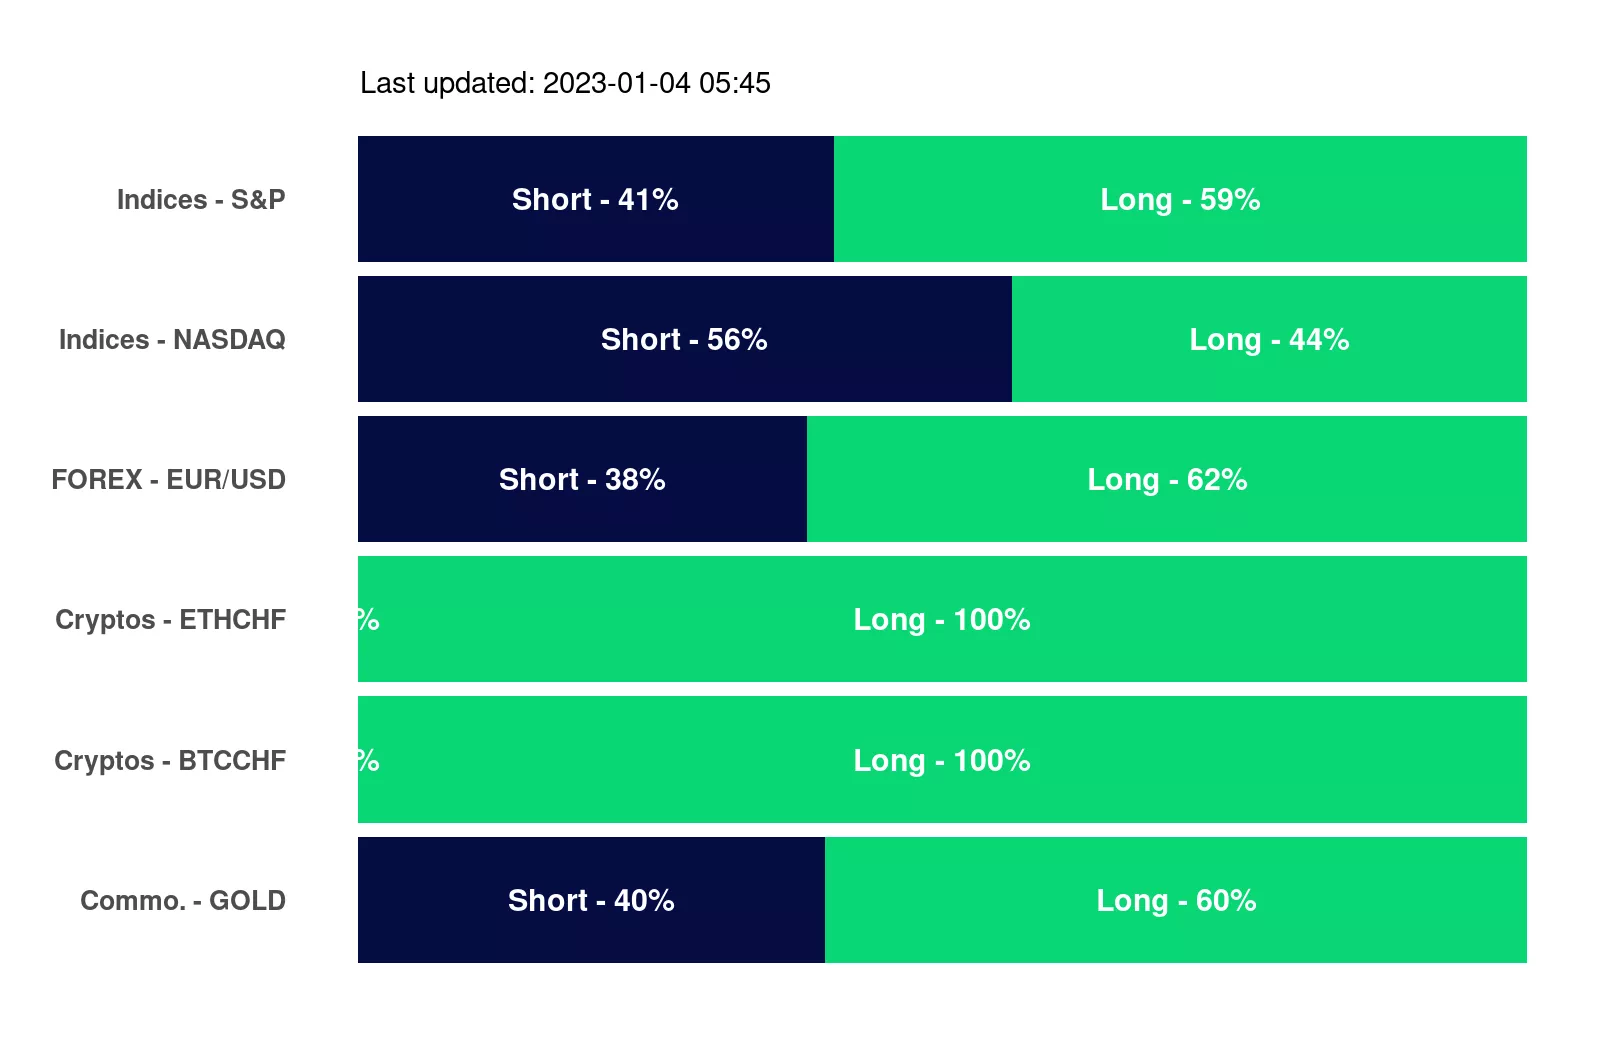 Last updated: 2023-01-04 05:45
Indices - S&P Short - 41% Long - 59%
Indices - NASDAQ Short - 56% Long - 44%
FOREX - EUR/USD Short - 38% Long - 62%
Cryptos - ETHCHF % Long - 100%
Cryptos - BTCCHF % Long - 100%
Commo. - GOLD Short - 40% Long - 60%